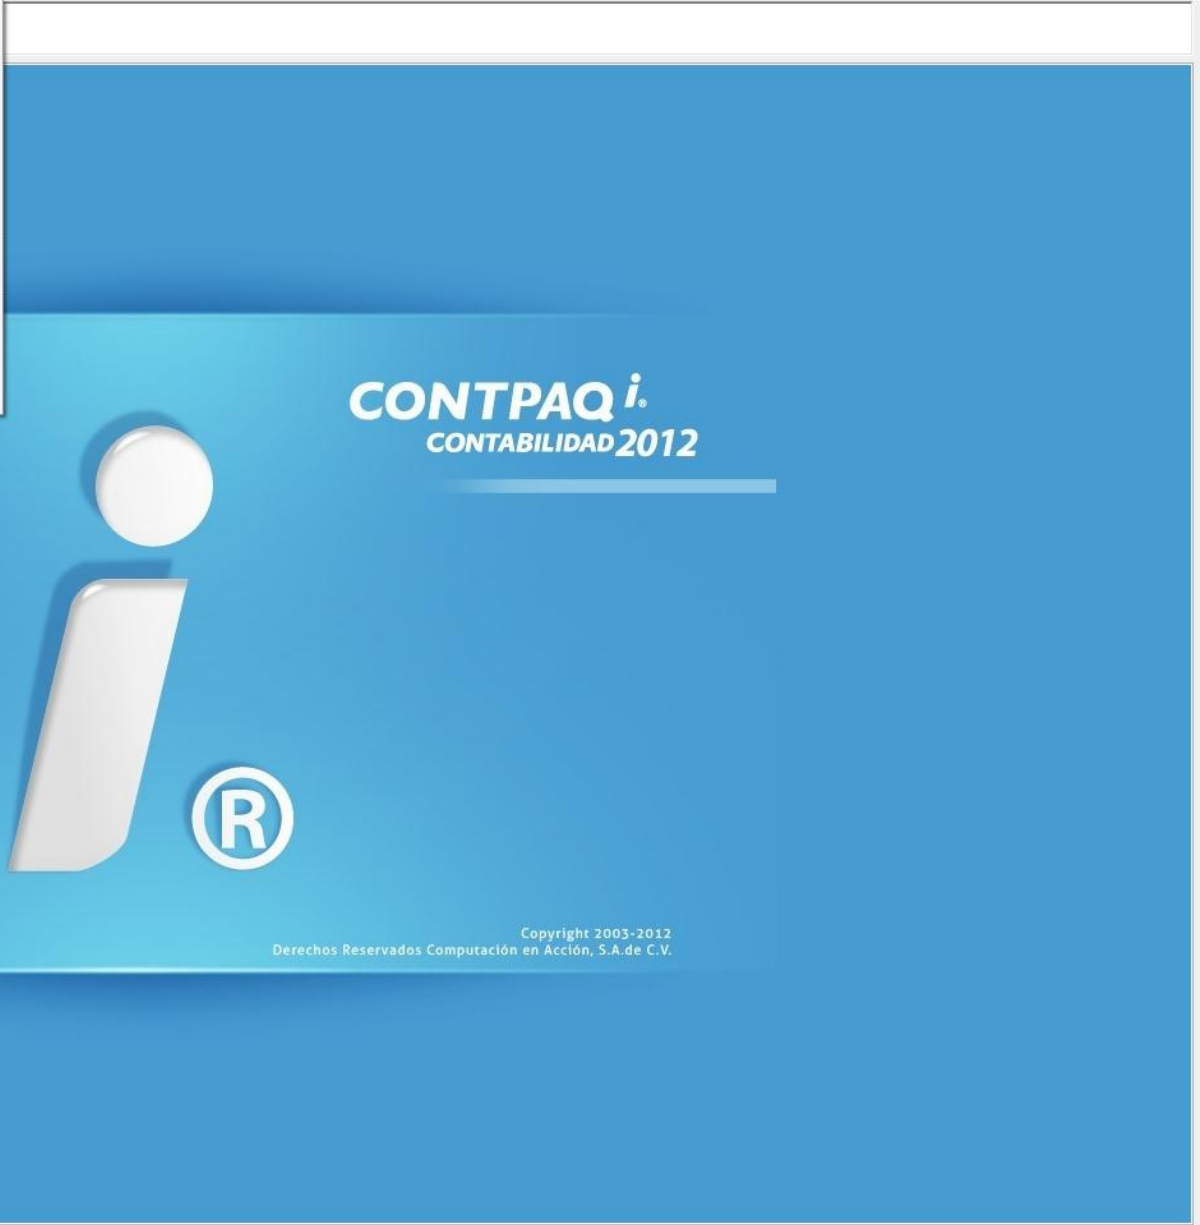 CONTPAQ i®
CONTABILIDAD 2012
i®
Copyright 2003-2012
Derechos Reservados Computación en Acción, S.A.de C.V.